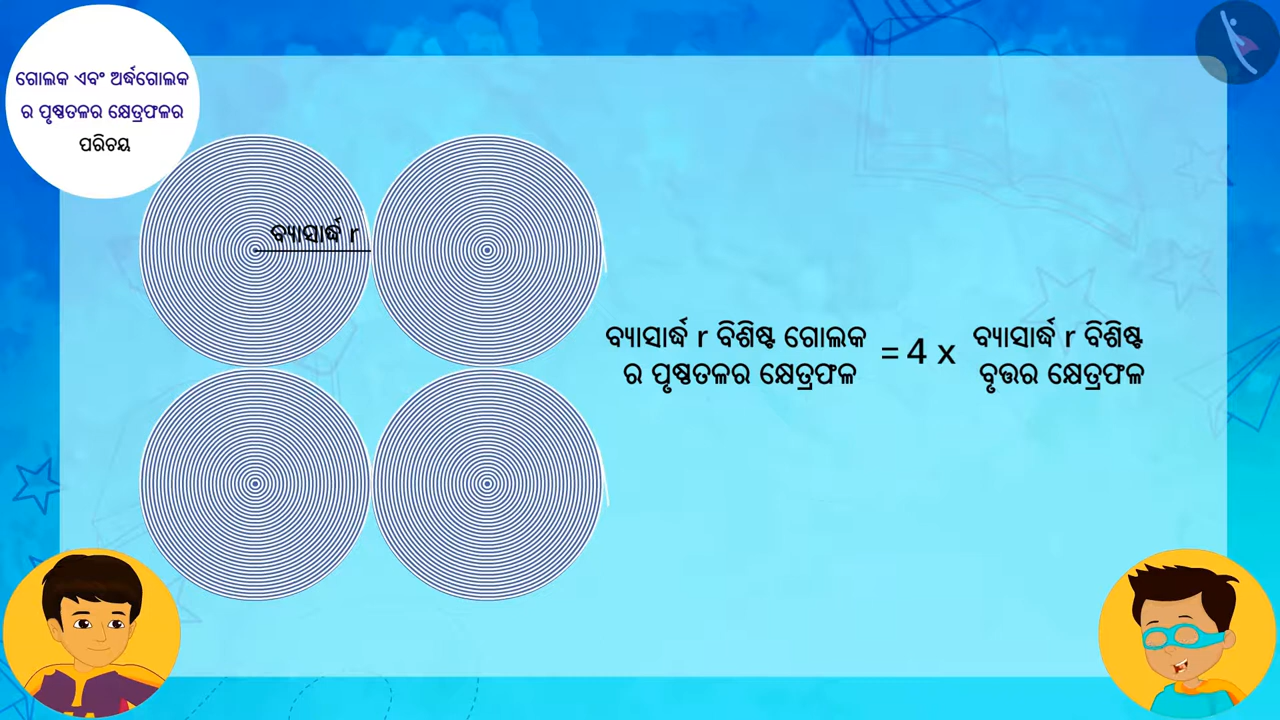 ଗୋଲକ ଏବଂ ଅର୍ଦ୍ଧଗୋଲକ
ର ପୃଷ୍ଠତଳର କ୍ଷେତ୍ରଫଳର
ପରିଚୟ
ବ୍ୟାସାର୍ଦ୍ଧ r
ବ୍ୟାସାର୍ଦ୍ଧ r ବିଶିଷ୍ଟ ଗୋଲକ
ର ପୃଷ୍ଠତଳର କ୍ଷେତ୍ରଫଳ
= 4 x
ବ୍ୟାସାର୍ଦ୍ଧ r ବିଶିଷ୍ଟ
ବୃତ୍ତର କ୍ଷେତ୍ରଫଳ